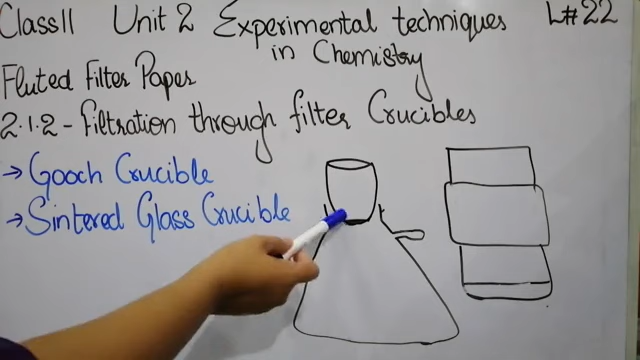 Class11 Unit 2 Experimental techniques L#22
in Chemistry
Fluted Filter Paper
2.1.2 - Filtration through filter Crucibles
→ Gooch Crucible
→ Sintered Glass Crucible